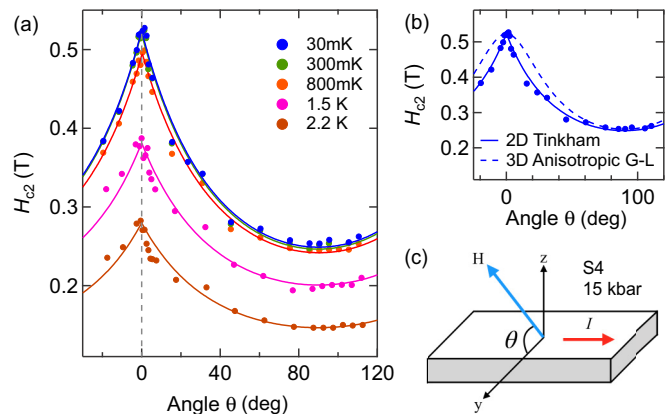 (a)
H_c2 (T)
0.5
0.4
0.3
0.2
30mK
300mK
800mK
1.5 K
2.2 K
0
40
80
120
Angle θ (deg)
(b)
H_c2 (T)
0.5
0.4
0.3
0.2
2D Tinkham
3D Anisotropic G-L
0
100
Angle θ (deg)
(c)
H
z
S4
15 kbar
I
θ
y